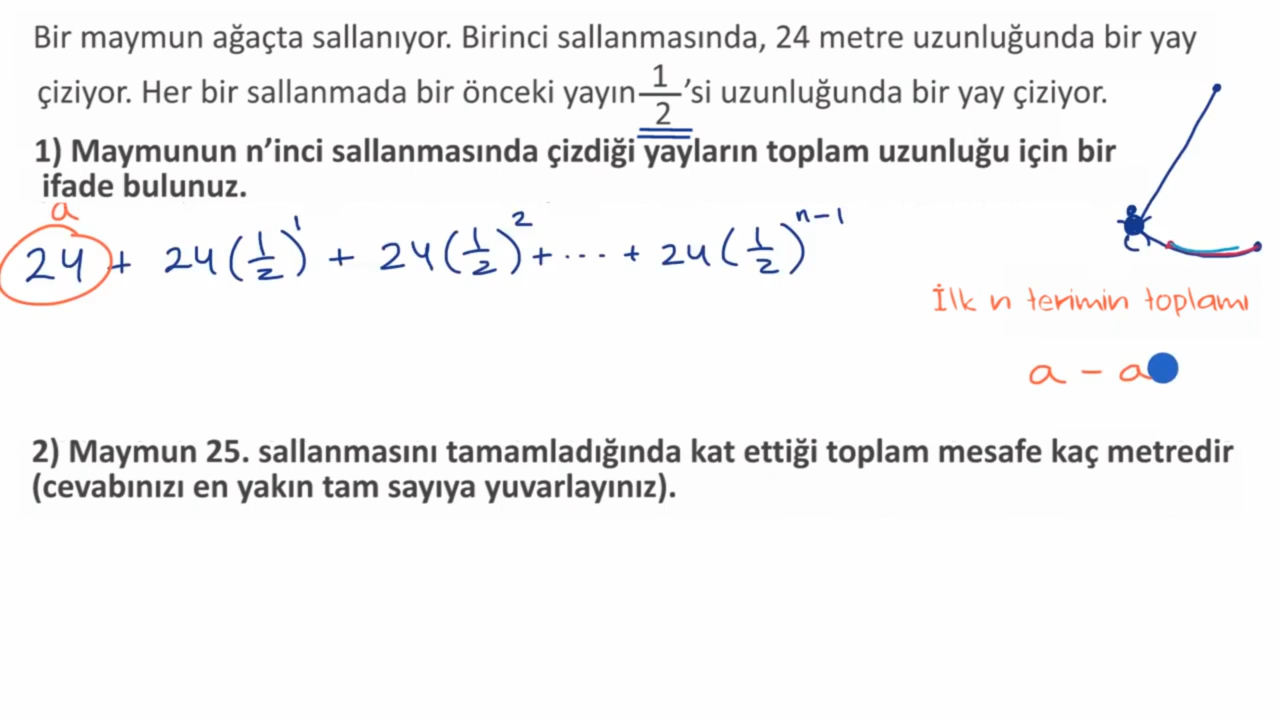 Bir maymun ağaçta sallanıyor. Birinci sallanmasında, 24 metre uzunluğunda bir yay
çiziyor. Her bir sallanmada bir önceki yayın 1/2 'si uzunluğunda bir yay çiziyor.
1) Maymunun n'inci sallanmasında çizdiği yayların toplam uzunluğu için bir
ifade bulunuz.
a
24 + 24(1/2)^1 + 24(1/2)^2 + ... + 24(1/2)^(n-1)
İlk n terimin toplamı
a - a
2) Maymun 25. sallanmasını tamamladığında kat ettiği toplam mesafe kaç metredir
(cevabınızı en yakın tam sayıya yuvarlayınız).